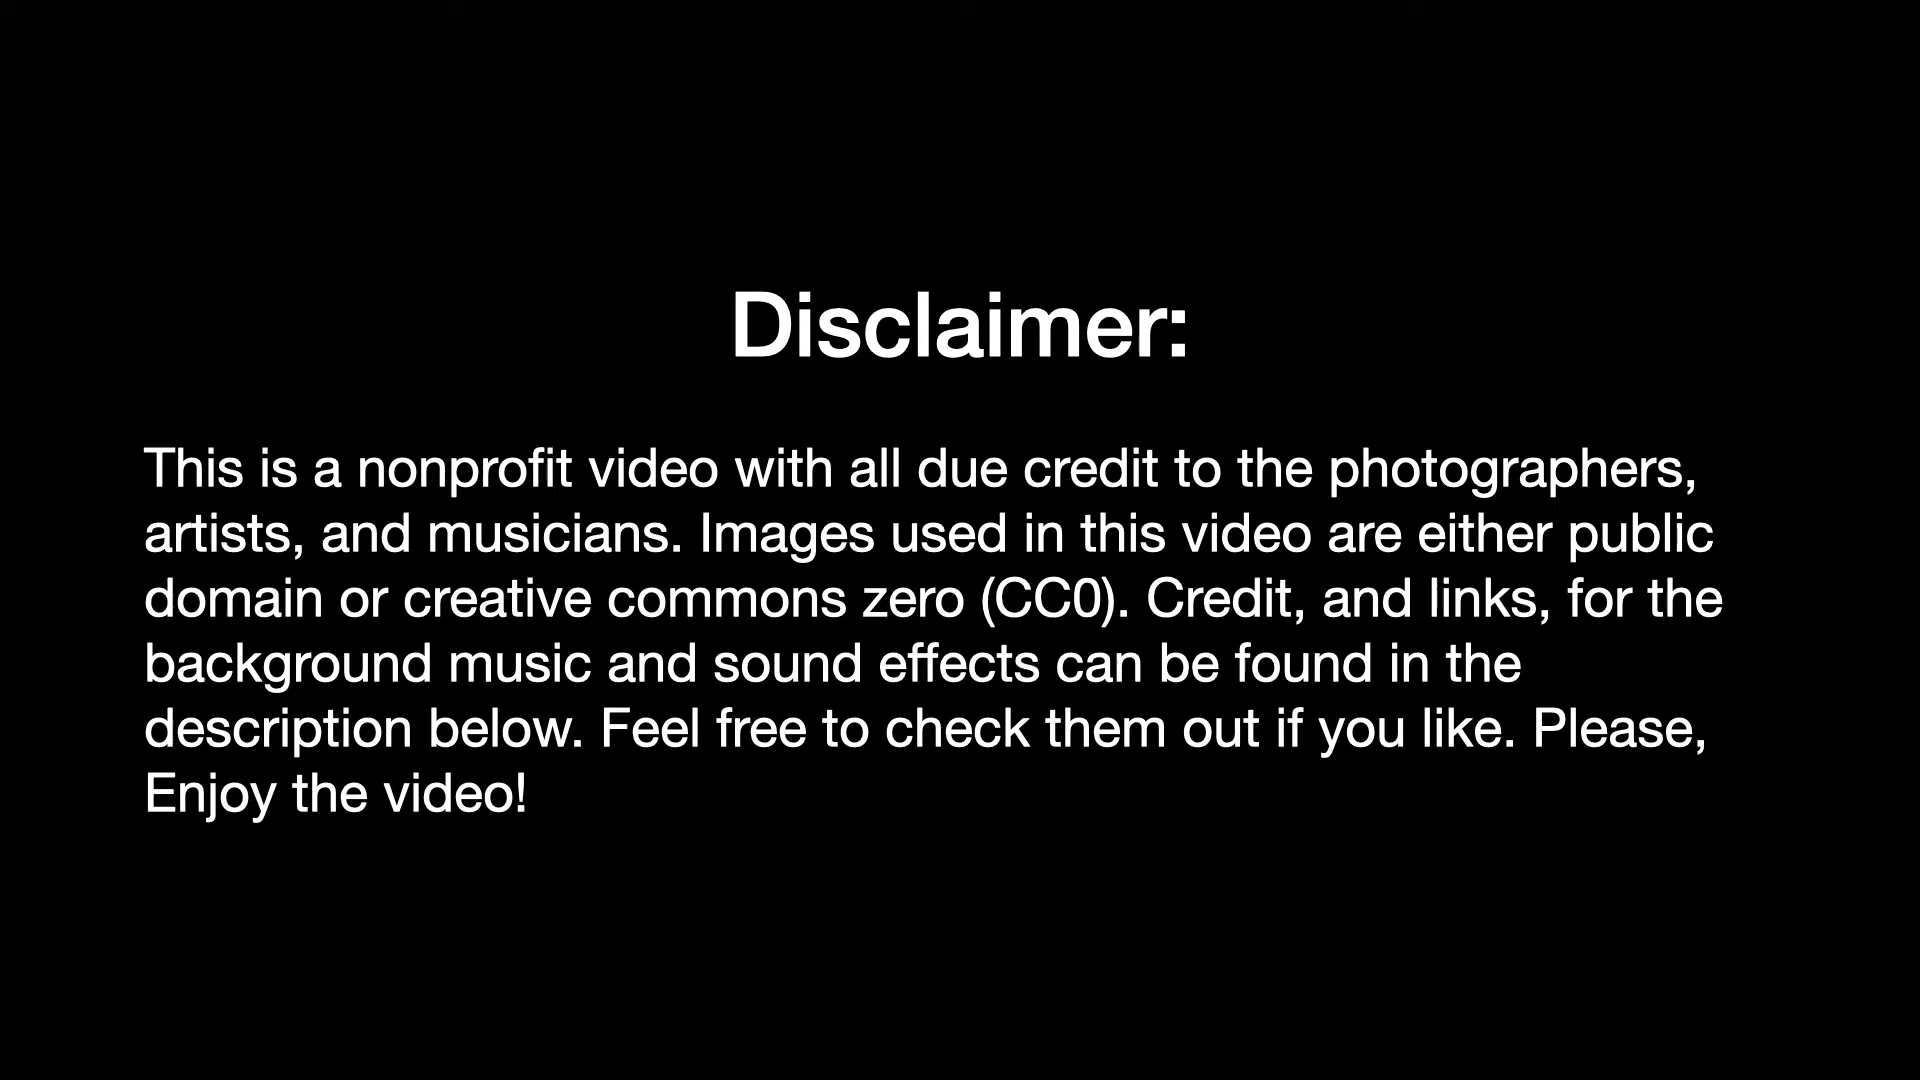 Disclaimer:
This is a nonprofit video with all due credit to the photographers,
artists, and musicians. Images used in this video are either public
domain or creative commons zero (CC0). Credit, and links, for the
background music and sound effects can be found in the
description below. Feel free to check them out if you like. Please,
Enjoy the video!